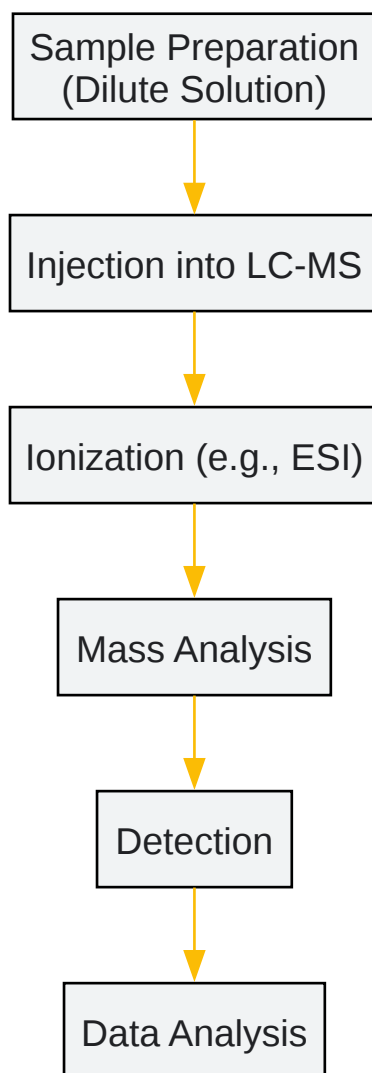 Sample Preparation
(Dilute Solution)
Injection into LC-MS
Ionization (e.g., ESI)
Mass Analysis
Detection
Data Analysis